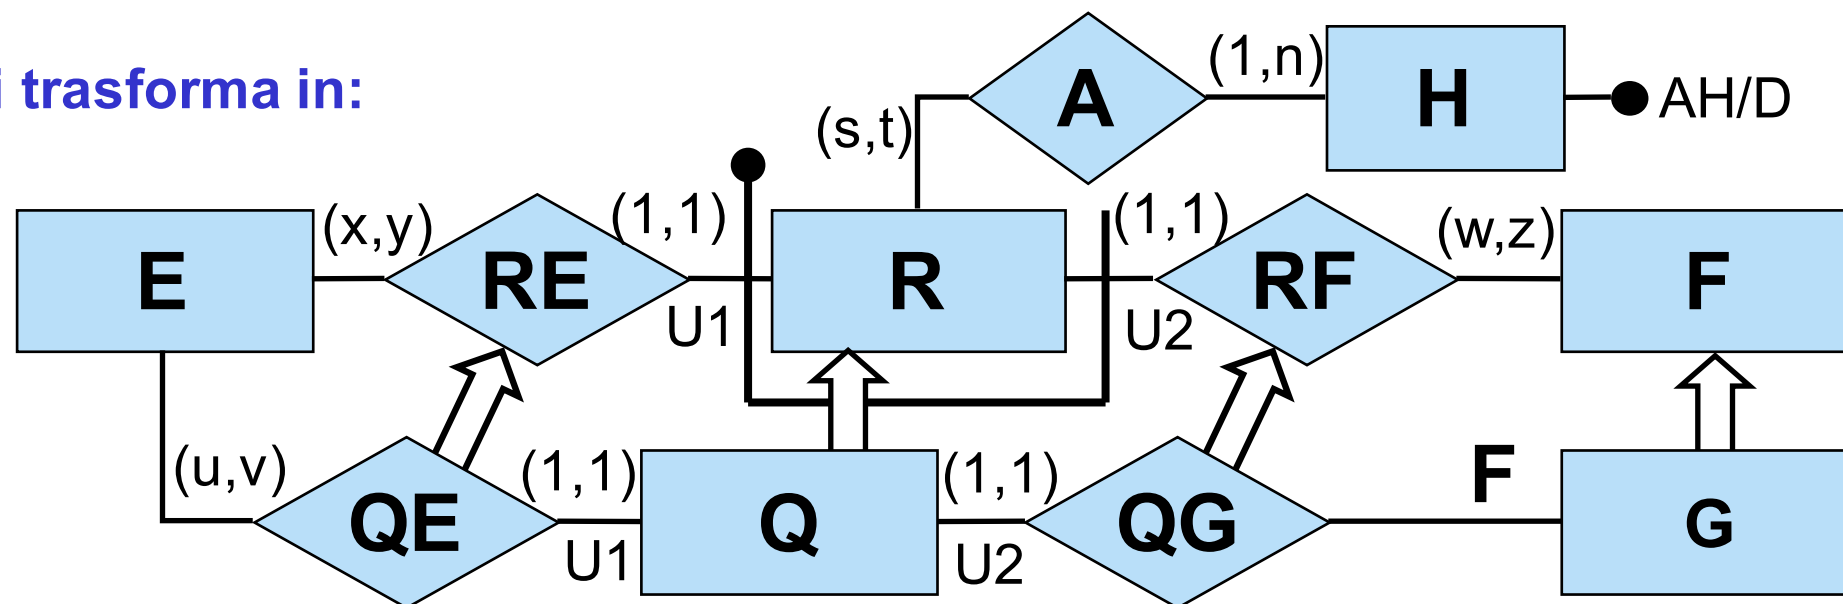 i trasforma in:
A (1,n) H AH/D
(s,t)
E (x,y) RE (1,1) R (1,1) RF (w,z) F
U1 U2
(u,v) QE (1,1) Q (1,1) QG F G
U1 U2